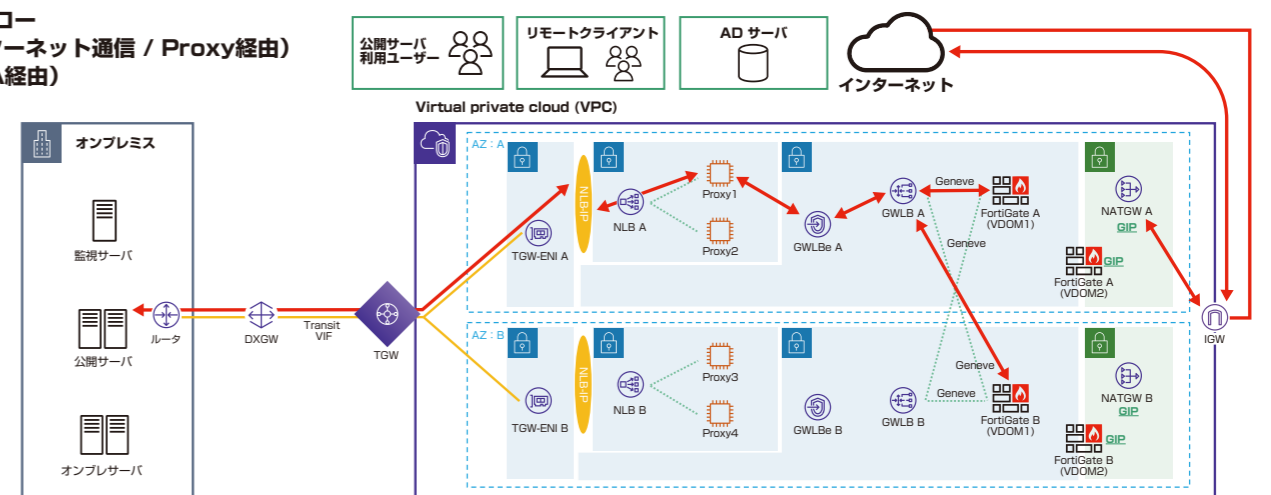 ロー
ーネット通信 / Proxy経由）
経由）
公開サーバ
利用ユーザー
リモートクライアント
AD サーバ
インターネット
Virtual private cloud (VPC)
オンプレミス
監視サーバ
公開サーバ
オンプレサーバ
ルータ
DXGW
Transit
VIF
TGW
AZ：A
TGW-ENI A
NLB-IP
NLB A
Proxy1
Proxy2
GWLBe A
GWLB A
Geneve
Geneve
FortiGate A
(VDOM1)
NATGW A
GIP
GIP
FortiGate A
(VDOM2)
IGW
AZ：B
TGW-ENI B
NLB-IP
NLB B
Proxy3
Proxy4
GWLBe B
GWLB B
Geneve
Geneve
FortiGate B
(VDOM1)
NATGW B
GIP
GIP
FortiGate B
(VDOM2)